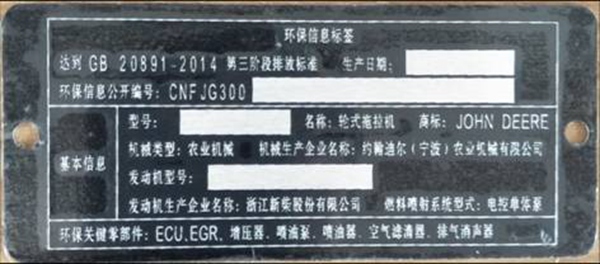 环保信息标签
达到 GB 20891-2014 第三阶段排放标准 生产日期:
环保信息公开编号: CNFJG300
基本信息
型号: 名称: 轮式拖拉机 商标: JOHN DEERE
机械类型: 农业机械 机械生产企业名称: 约翰迪尔(宁波)农业机械有限公司
发动机型号:
发动机生产企业名称: 浙江新柴股份有限公司 燃料喷射系统型式: 电控单体泵
环保关键零部件: ECU、EGR、增压器、喷油泵、喷油器、空气滤清器、排气消声器